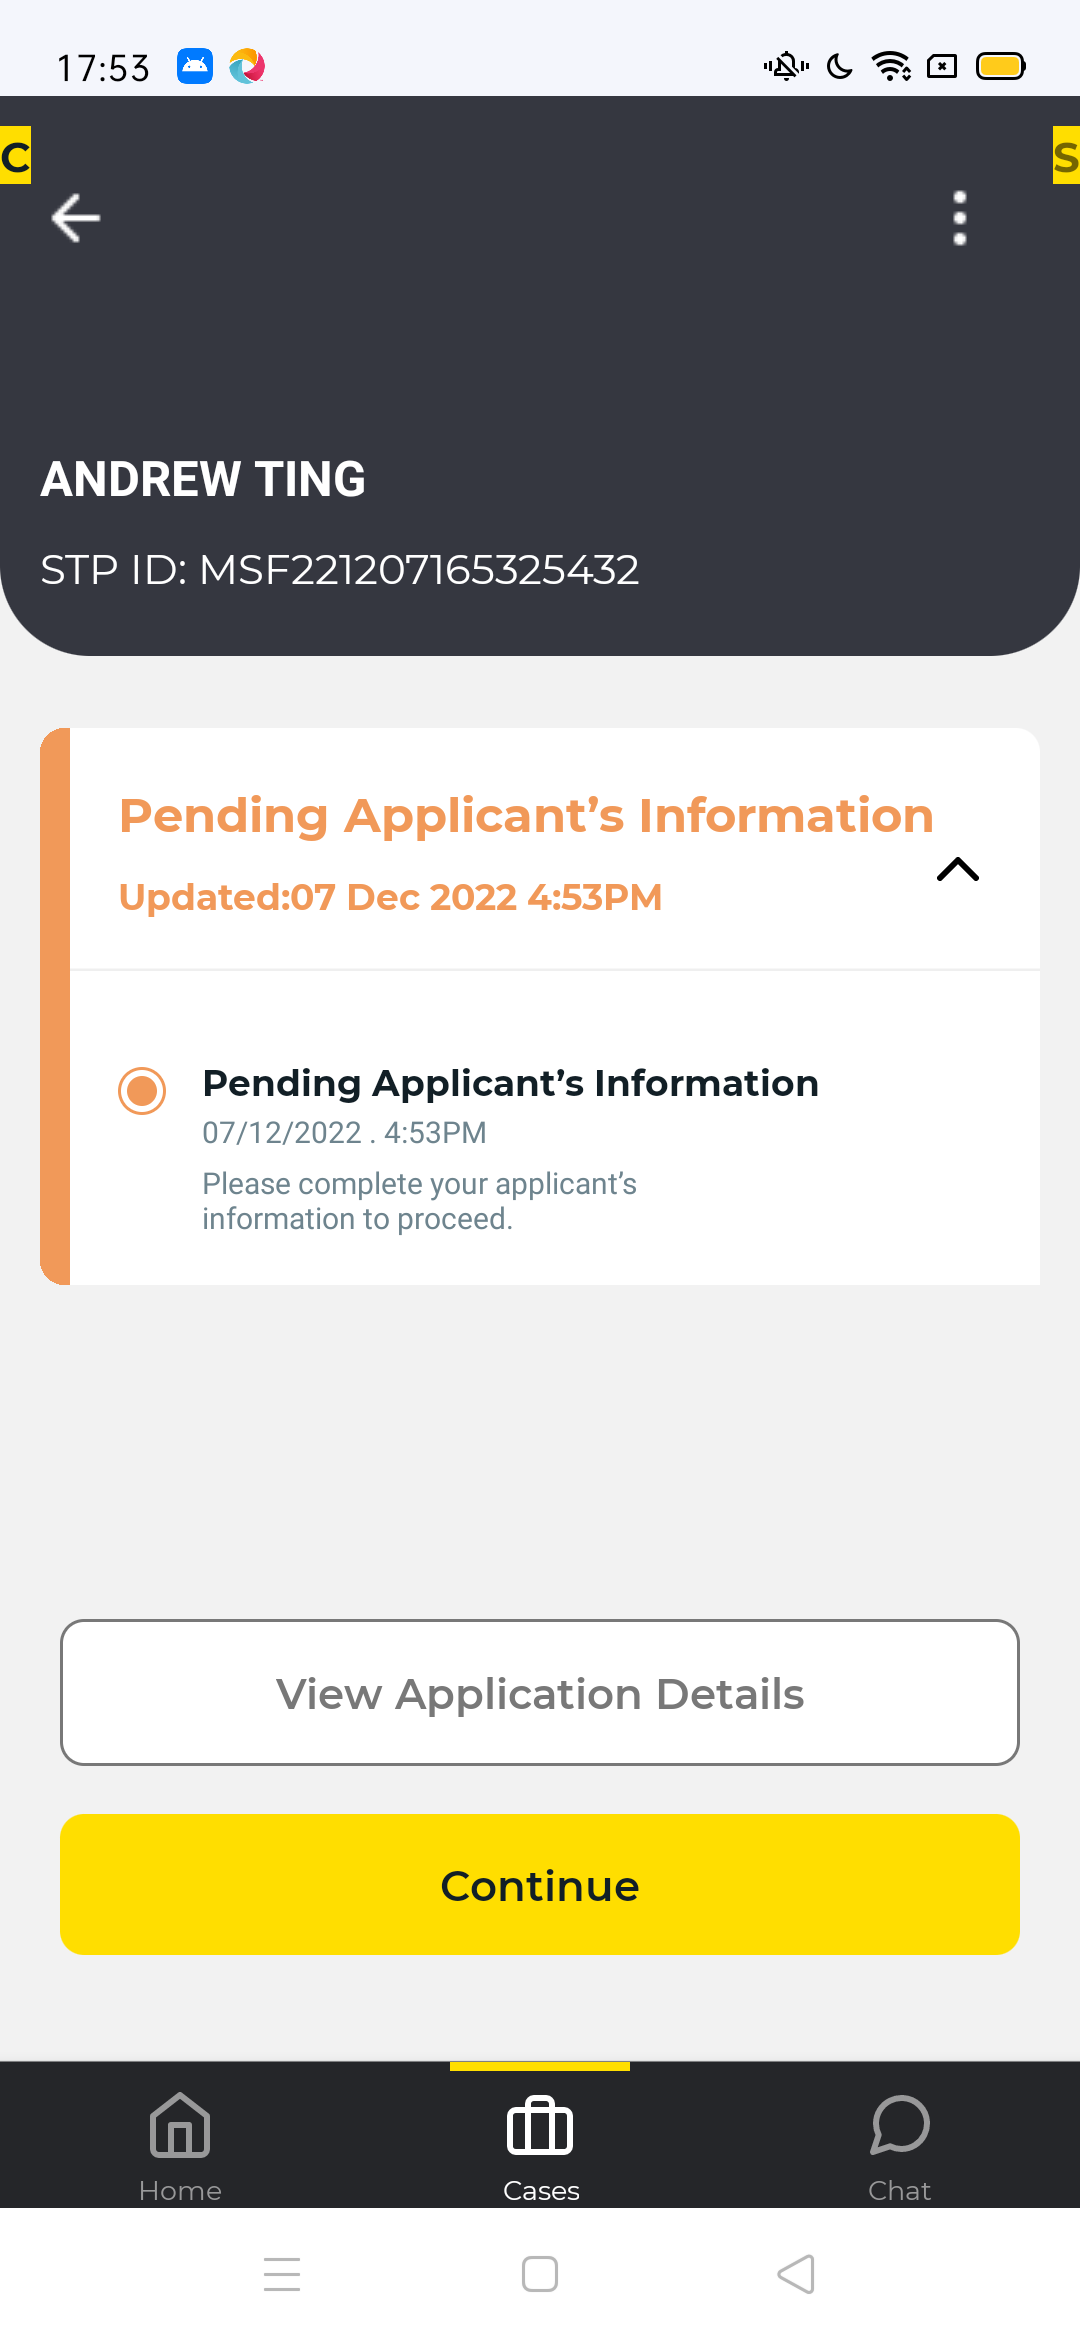 17:53
C
S
ANDREW TING
STP ID: MSF221207165325432
Pending Applicant’s Information
Updated:07 Dec 2022 4:53PM
Pending Applicant’s Information
07/12/2022 . 4:53PM
Please complete your applicant’s
information to proceed.
View Application Details
Continue
Home
Cases
Chat